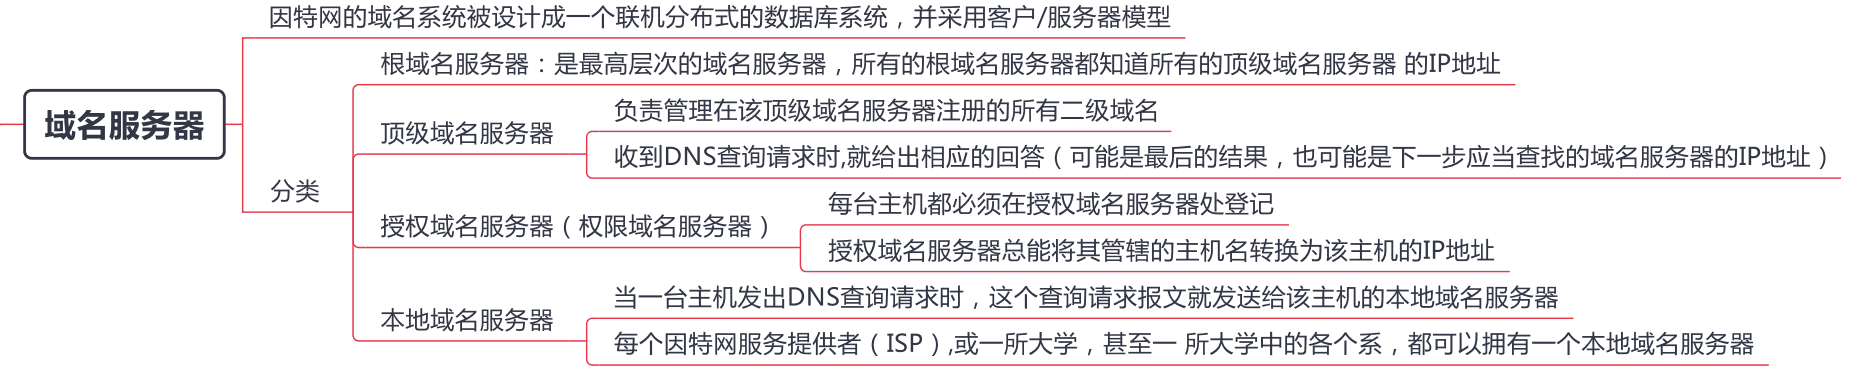 因特网的域名系统被设计成一个联机分布式的数据库系统，并采用客户/服务器模型
根域名服务器：是最高层次的域名服务器，所有的根域名服务器都知道所有的顶级域名服务器 的IP地址
负责管理在该顶级域名服务器注册的所有二级域名
域名服务器
顶级域名服务器
收到DNS查询请求时,就给出相应的回答（可能是最后的结果，也可能是下一步应当查找的域名服务器的IP地址）
分类
每台主机都必须在授权域名服务器处登记
授权域名服务器（权限域名服务器）
授权域名服务器总能将其管辖的主机名转换为该主机的IP地址
当一台主机发出DNS查询请求时，这个查询请求报文就发送给该主机的本地域名服务器
本地域名服务器
每个因特网服务提供者（ISP）,或一所大学，甚至一 所大学中的各个系，都可以拥有一个本地域名服务器